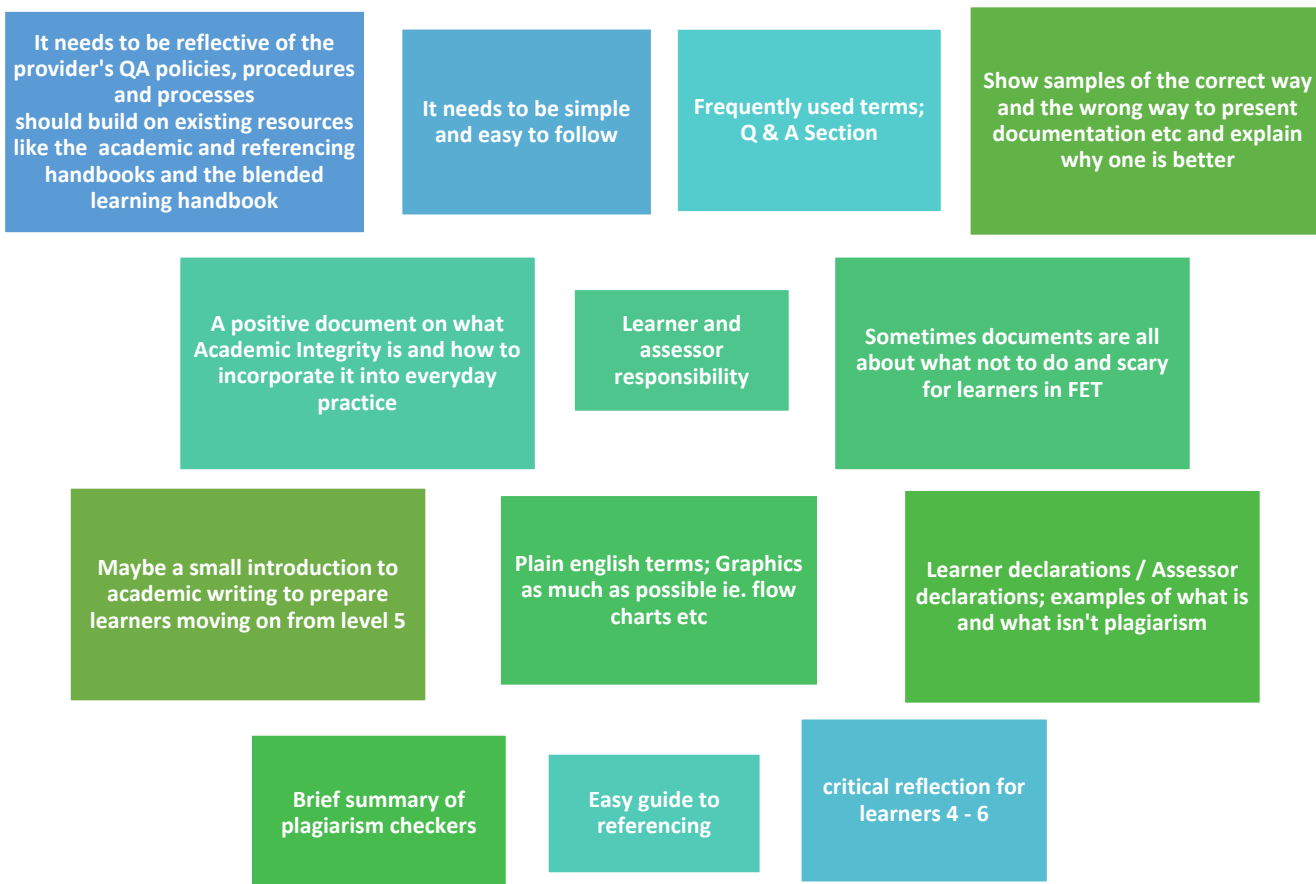 It needs to be reflective of the
provider's QA policies, procedures
and processes
should build on existing resources
like the academic and referencing
handbooks and the blended
learning handbook
It needs to be simple
and easy to follow
Frequently used terms;
Q & A Section
Show samples of the correct way
and the wrong way to present
documentation etc and explain
why one is better
A positive document on what
Academic Integrity is and how to
incorporate it into everyday
practice
Learner and
assessor
responsibility
Sometimes documents are all
about what not to do and scary
for learners in FET
Maybe a small introduction to
academic writing to prepare
learners moving on from level 5
Plain english terms; Graphics
as much as possible ie. flow
charts etc
Learner declarations / Assessor
declarations; examples of what is
and what isn't plagiarism
Brief summary of
plagiarism checkers
Easy guide to
referencing
critical reflection for
learners 4 - 6